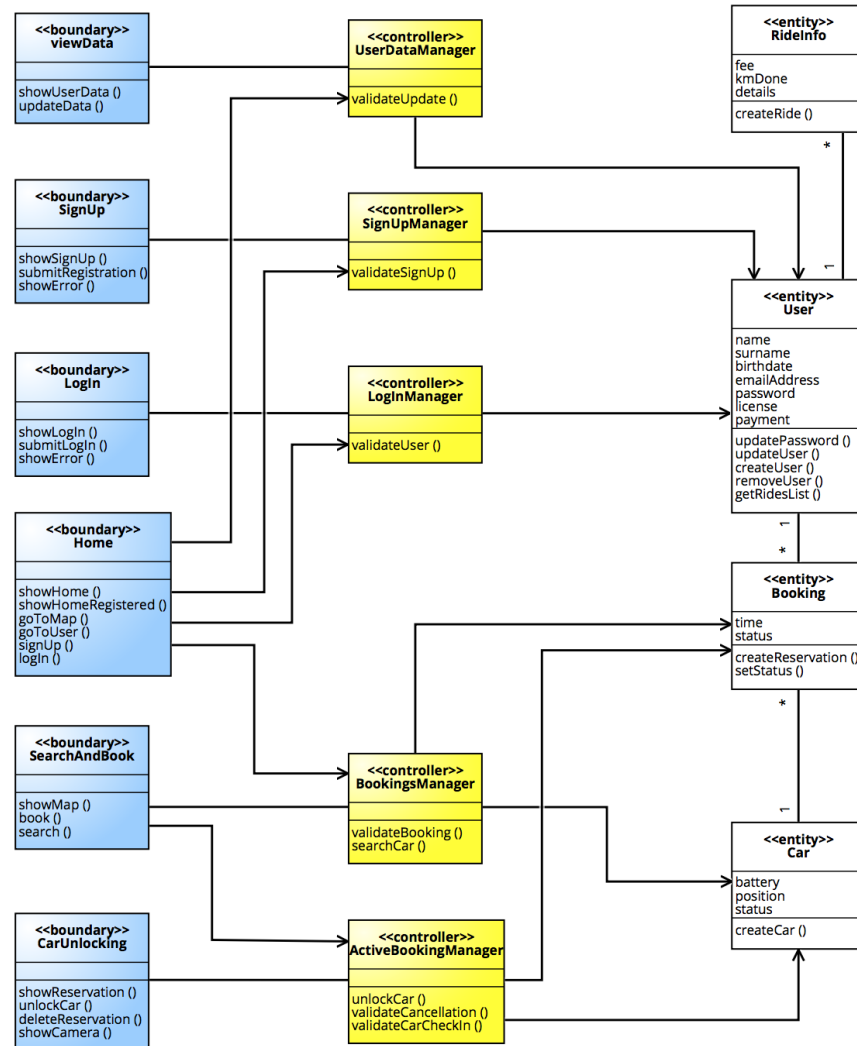 <<boundary>>
viewData
showUserData ()
updateData ()
<<controller>>
UserDataManager
validateUpdate ()
<<entity>>
RideInfo
fee
kmDone
details
createRide ()
*
1
<<boundary>>
SignUp
showSignUp ()
submitRegistration ()
showError ()
<<controller>>
SignUpManager
validateSignUp ()
<<entity>>
User
name
surname
birthdate
emailAddress
password
license
payment
updatePassword ()
updateUser ()
createUser ()
removeUser ()
getRidesList ()
1
*
<<boundary>>
LogIn
showLogIn ()
submitLogIn ()
showError ()
<<controller>>
LogInManager
validateUser ()
<<boundary>>
Home
showHome ()
showHomeRegistered ()
goToMap ()
goToUser ()
signUp ()
logIn ()
<<entity>>
Booking
time
status
createReservation ()
setStatus ()
*
1
<<boundary>>
SearchAndBook
showMap ()
book ()
search ()
<<controller>>
BookingsManager
validateBooking ()
searchCar ()
<<entity>>
Car
battery
position
status
createCar ()
<<boundary>>
CarUnlocking
showReservation ()
unlockCar ()
deleteReservation ()
showCamera ()
<<controller>>
ActiveBookingManager
unlockCar ()
validateCancellation ()
validateCarCheckIn ()